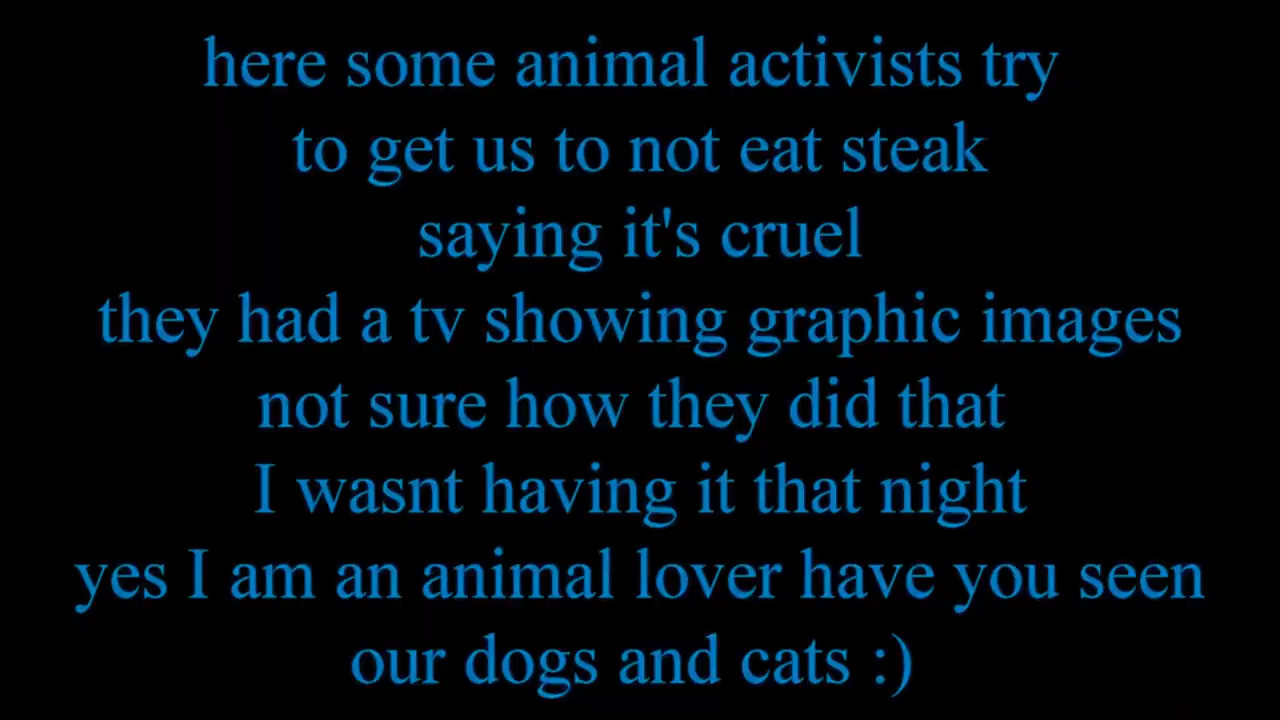 here some animal activists try
to get us to not eat steak
saying it's cruel
they had a tv showing graphic images
not sure how they did that
I wasnt having it that night
yes I am an animal lover have you seen
our dogs and cats :)